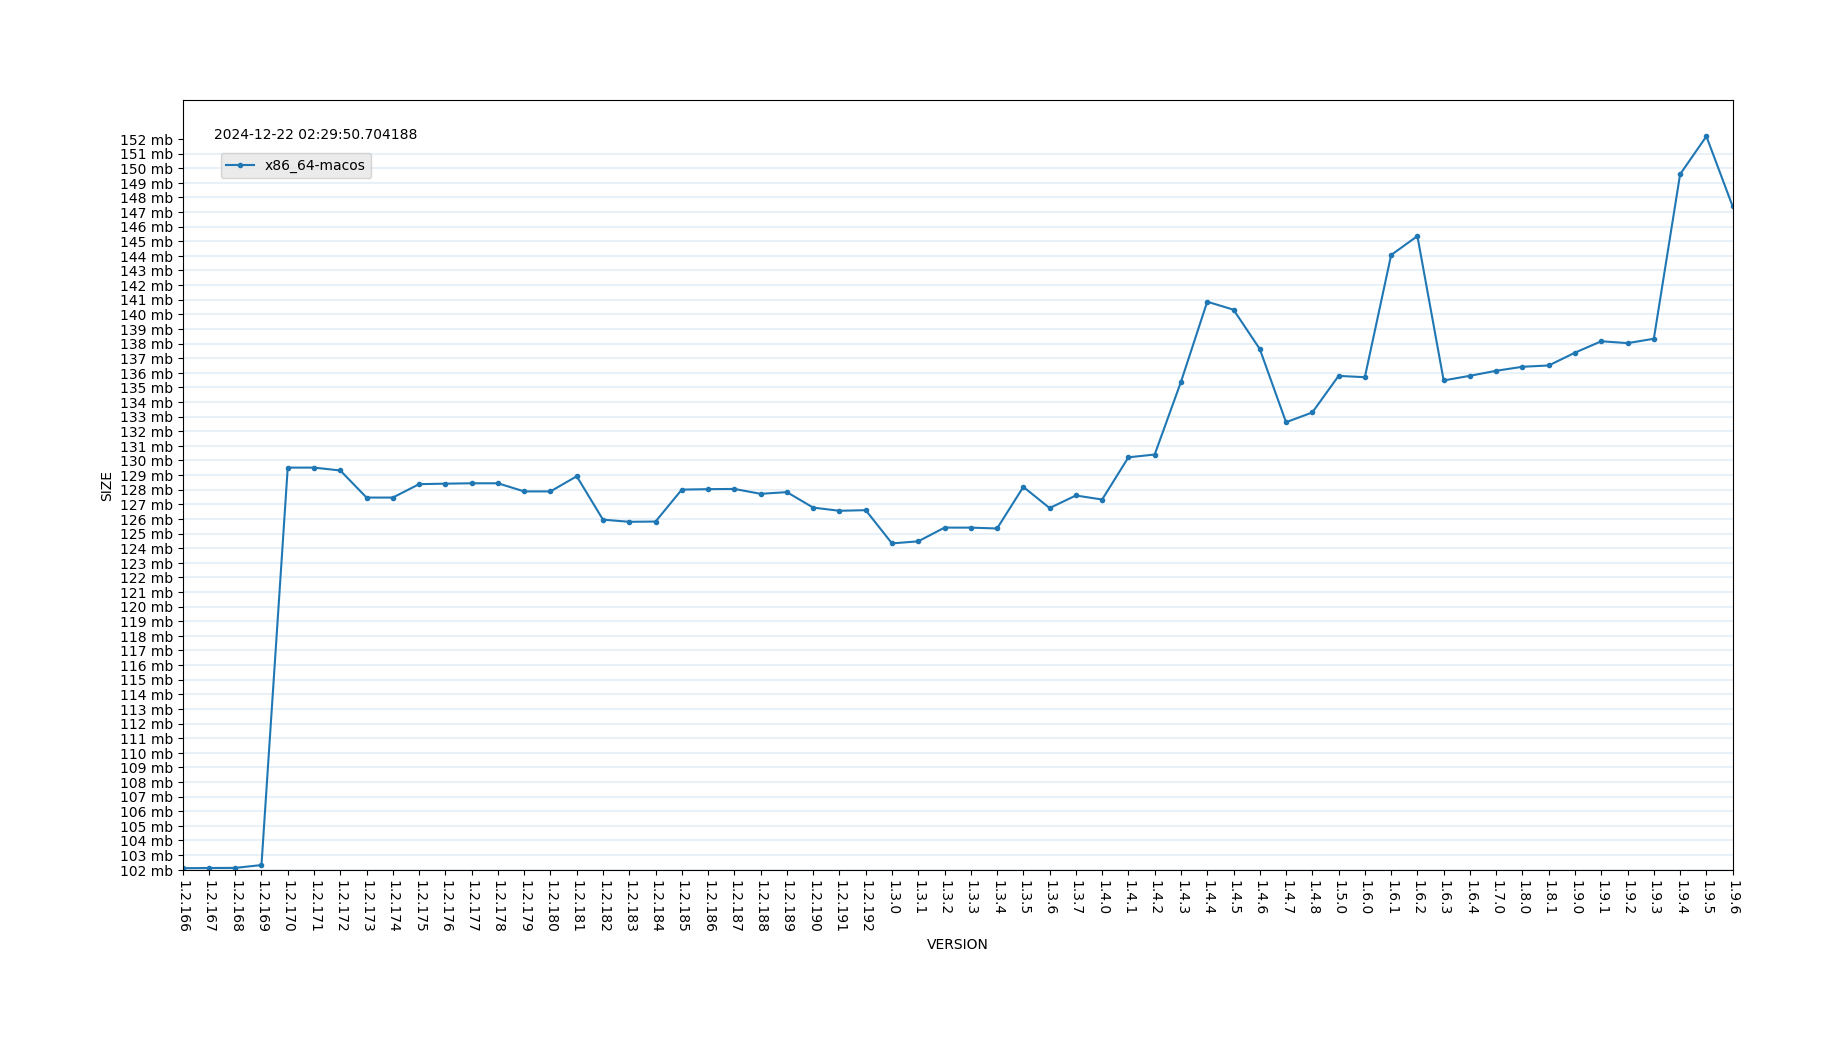 2024-12-22 02:29:50.704188
x86_64-macos
152 mb
151 mb
150 mb
149 mb
148 mb
147 mb
146 mb
145 mb
144 mb
143 mb
142 mb
141 mb
140 mb
139 mb
138 mb
137 mb
136 mb
135 mb
134 mb
133 mb
132 mb
131 mb
130 mb
129 mb
128 mb
127 mb
126 mb
125 mb
124 mb
123 mb
122 mb
121 mb
120 mb
119 mb
118 mb
117 mb
116 mb
115 mb
114 mb
113 mb
112 mb
111 mb
110 mb
109 mb
108 mb
107 mb
106 mb
105 mb
104 mb
103 mb
102 mb
SIZE
1.2.166
1.2.167
1.2.168
1.2.169
1.2.170
1.2.171
1.2.172
1.2.173
1.2.174
1.2.175
1.2.176
1.2.177
1.2.178
1.2.179
1.2.180
1.2.181
1.2.182
1.2.183
1.2.184
1.2.185
1.2.186
1.2.187
1.2.188
1.2.189
1.2.190
1.2.191
1.2.192
1.3.0
1.3.1
1.3.2
1.3.3
1.3.4
1.3.5
1.3.6
1.3.7
1.4.0
1.4.1
1.4.2
1.4.3
1.4.4
1.4.5
1.4.6
1.4.7
1.4.8
1.5.0
1.6.0
1.6.1
1.6.2
1.6.3
1.6.4
1.7.0
1.8.0
1.8.1
1.9.0
1.9.1
1.9.2
1.9.3
1.9.4
1.9.5
1.9.6
VERSION